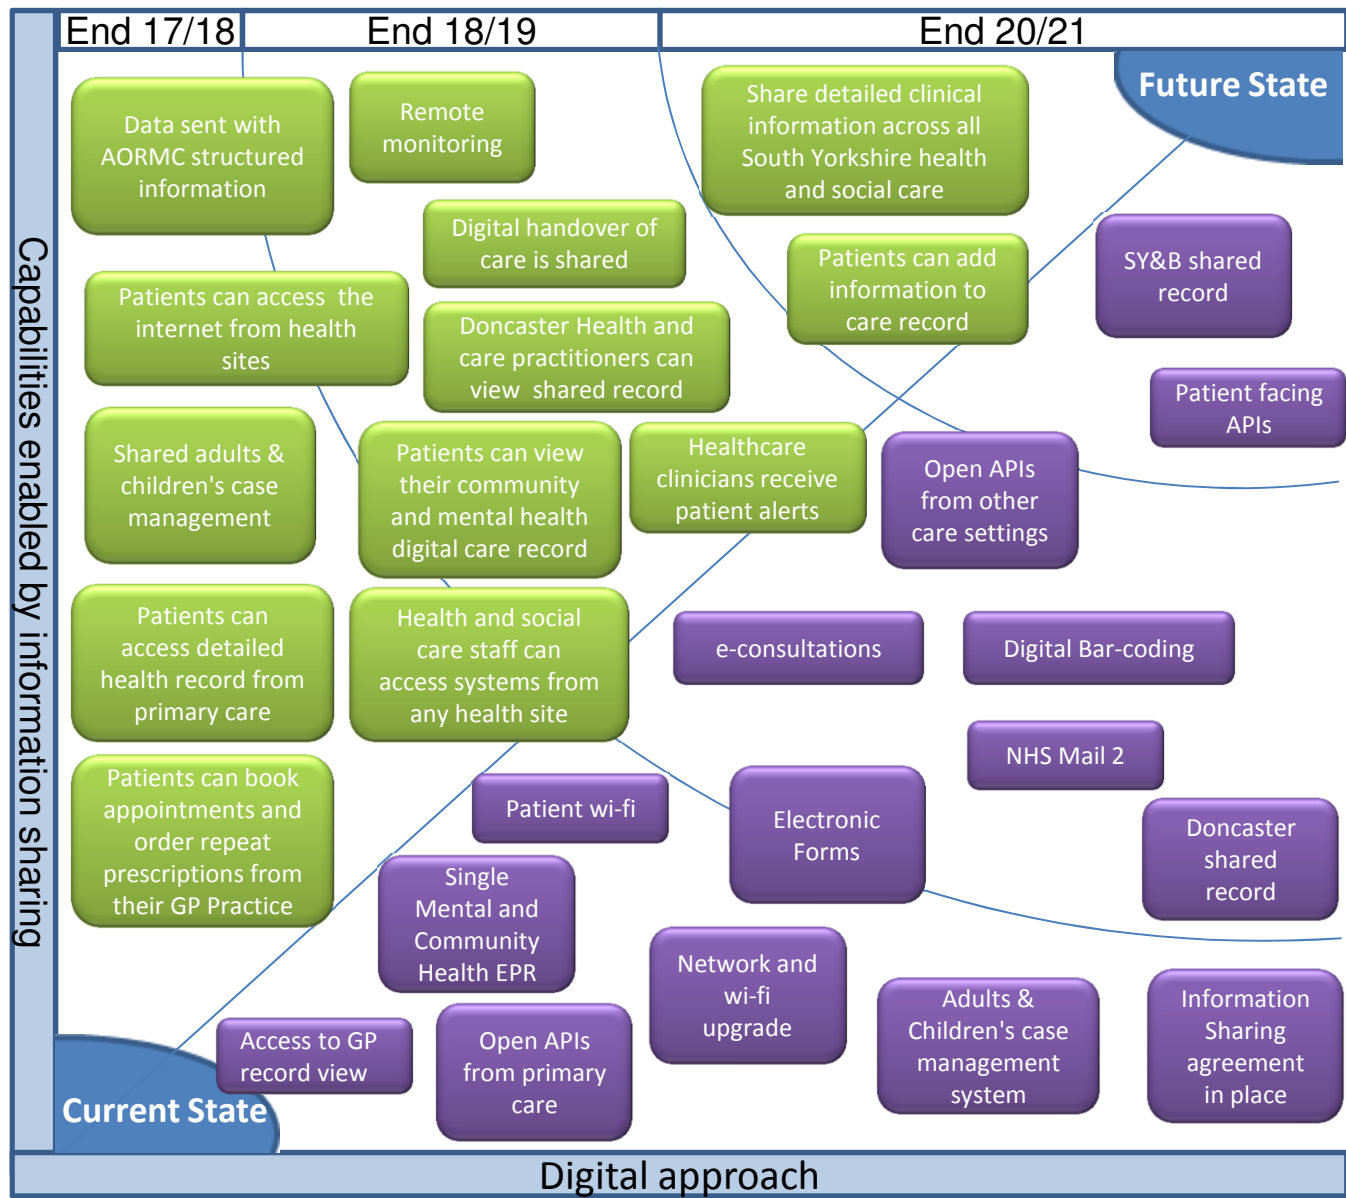 End 17/18
End 18/19
End 20/21
Future State
Data sent with
AORMC structured
information
Remote
monitoring
Share detailed clinical
information across all
South Yorkshire health
and social care
Digital handover of
care is shared
Patients can add
information to
care record
SY&B shared
record
Patients can access the
internet from health
sites
Doncaster Health and
care practitioners can
view shared record
Patient facing
APIs
Shared adults &
children's case
management
Patients can view
their community
and mental health
digital care record
Healthcare
clinicians receive
patient alerts
Open APIs
from other
care settings
Patients can
access detailed
health record from
primary care
Health and social
care staff can
access systems from
any health site
e-consultations
Digital Bar-coding
NHS Mail 2
Patients can book
appointments and
order repeat
prescriptions from
their GP Practice
Patient wi-fi
Electronic
Forms
Doncaster
shared
record
Single
Mental and
Community
Health EPR
Network and
wi-fi
upgrade
Adults &
Children's case
management
system
Information
Sharing
agreement
in place
Access to GP
record view
Open APIs
from primary
care
Current State
Capabilities enabled by information sharing
Digital approach